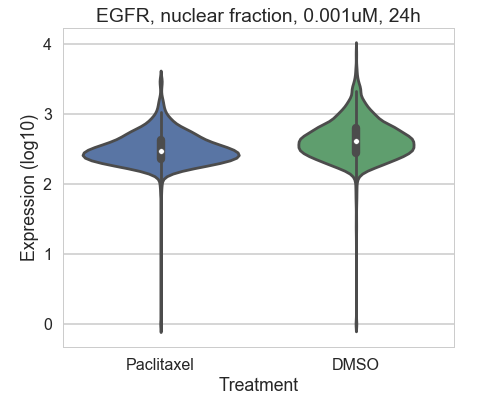 EGFR, nuclear fraction, 0.001uM, 24h
Expression (log10)
4
3
2
1
0
Paclitaxel
DMSO
Treatment